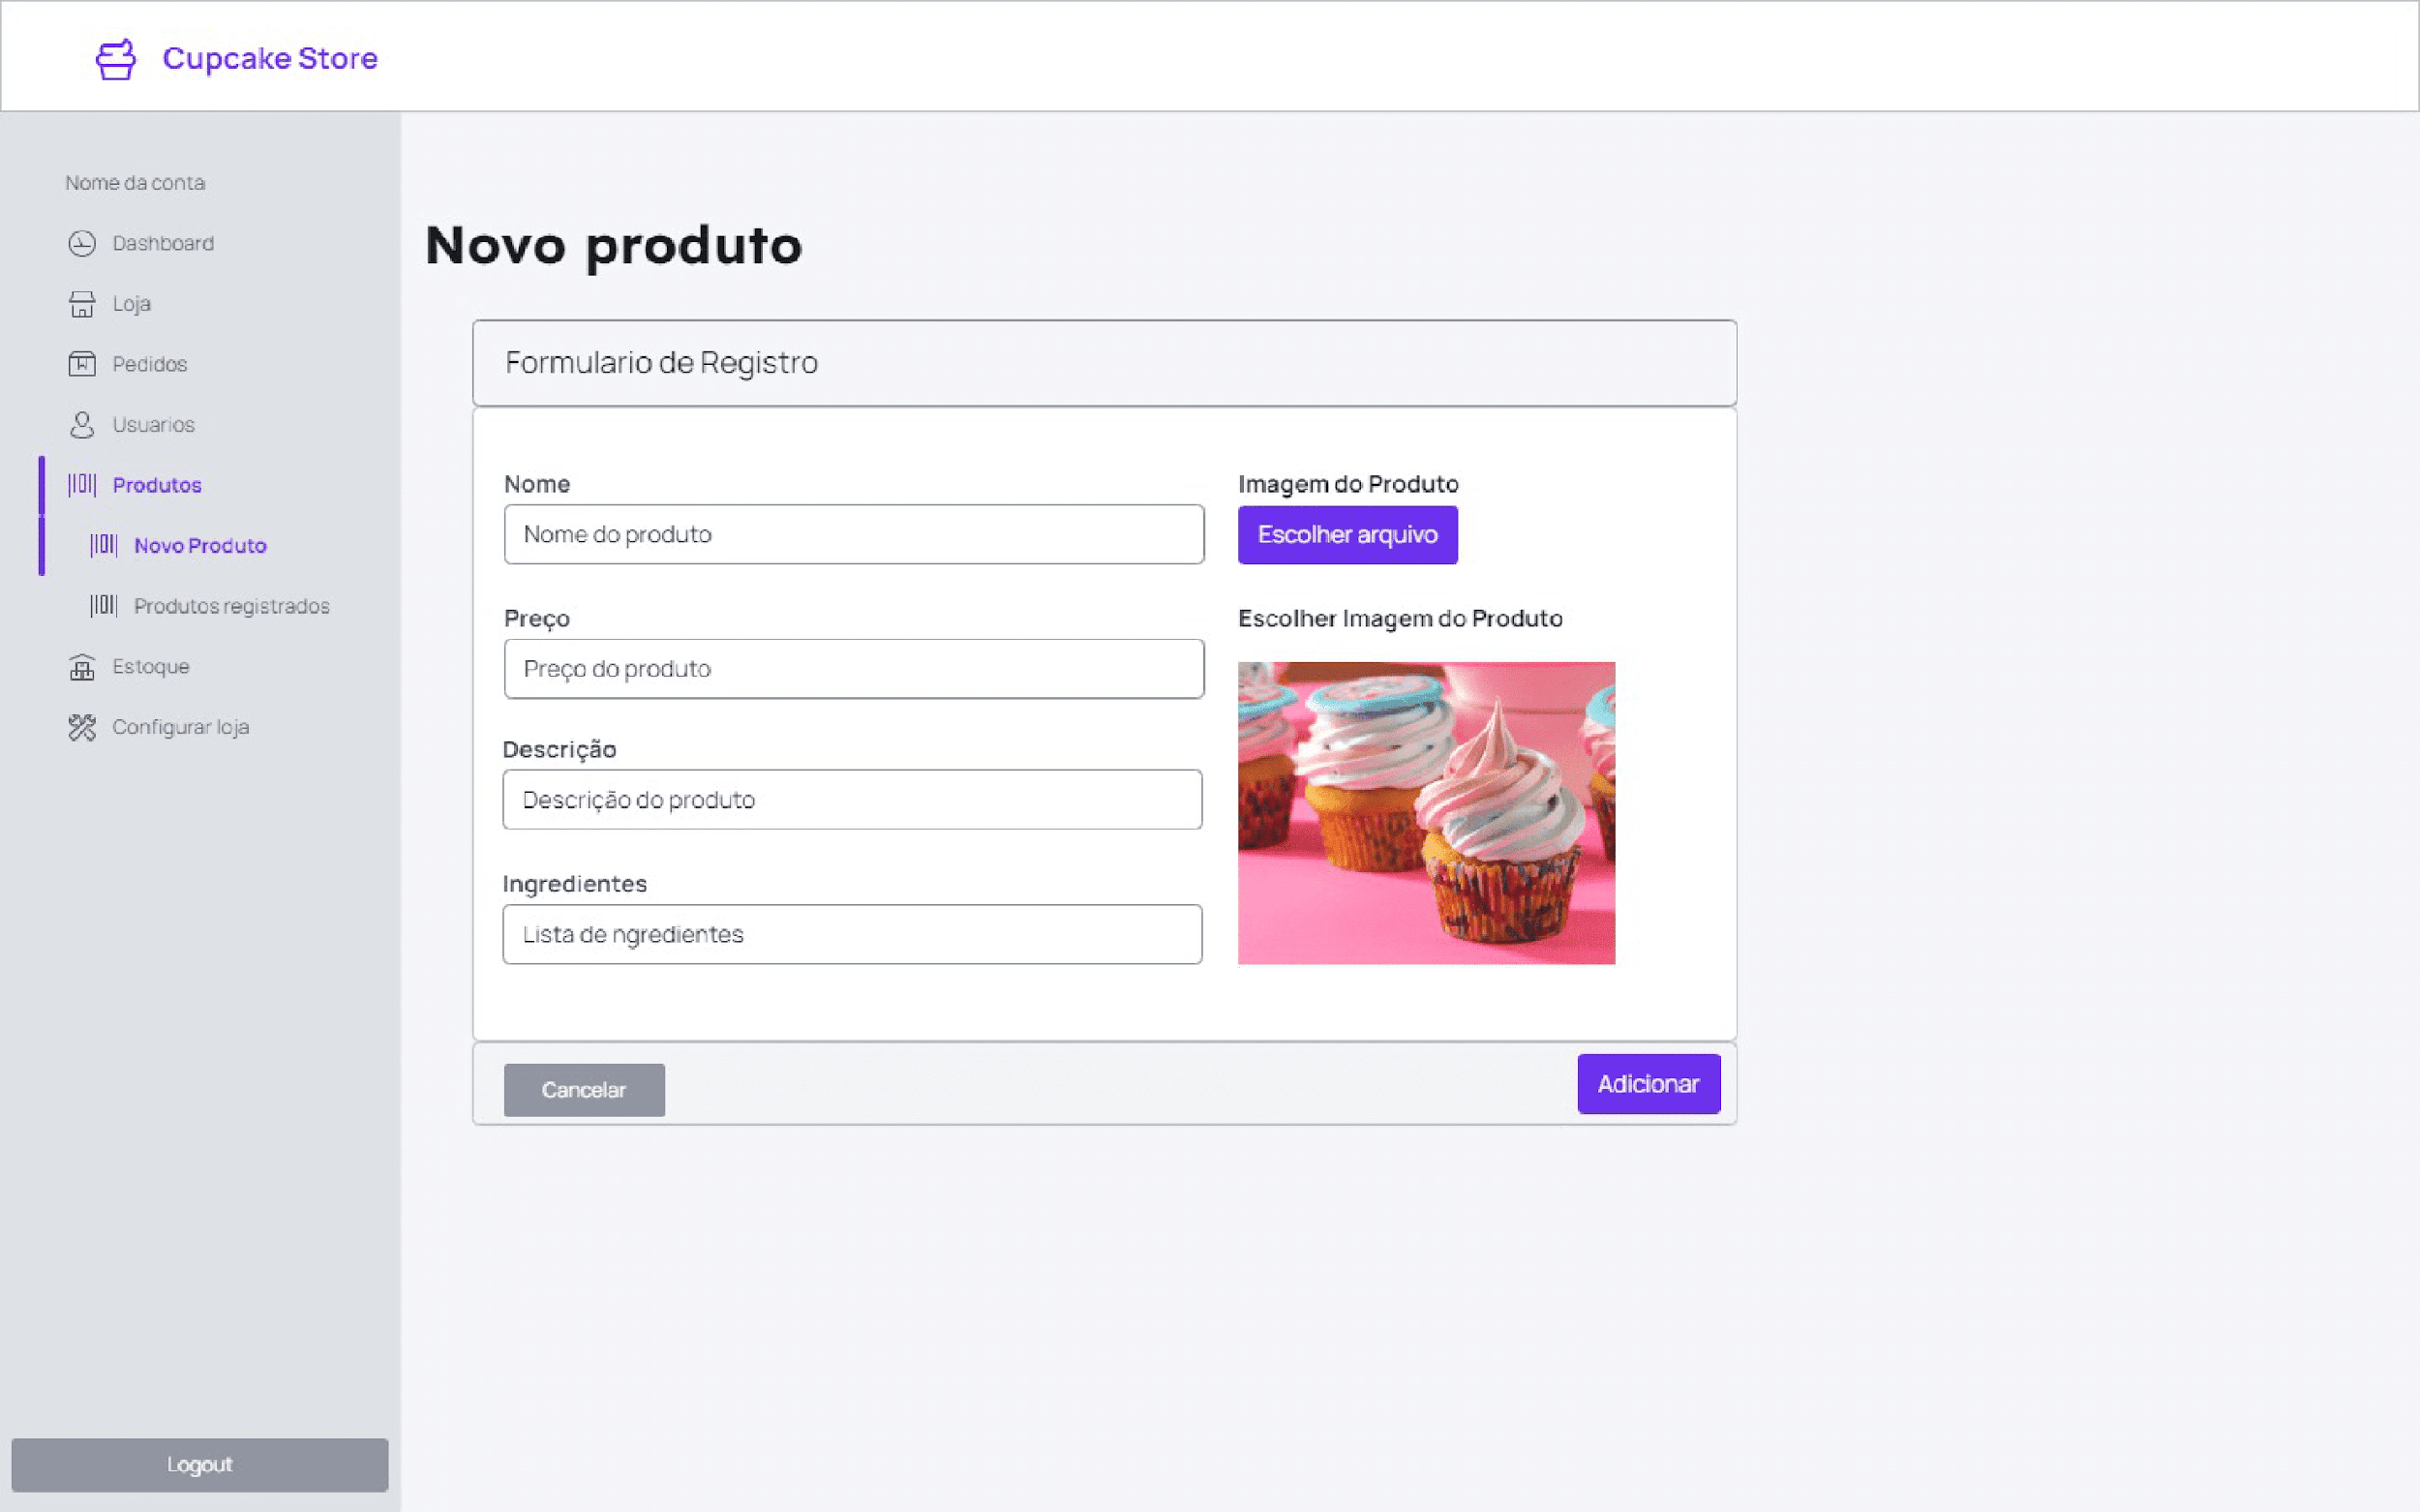 Cupcake Store
Nome da conta
Dashboard
Loja
Pedidos
Usuarios
Produtos
Novo Produto
Produtos registrados
Estoque
Configurar loja
Logout
Novo produto
Formulario de Registro
Nome
Nome do produto
Preço
Preço do produto
Descrição
Descrição do produto
Ingredientes
Lista de ngredientes
Imagem do Produto
Escolher arquivo
Escolher Imagem do Produto
Cancelar
Adicionar